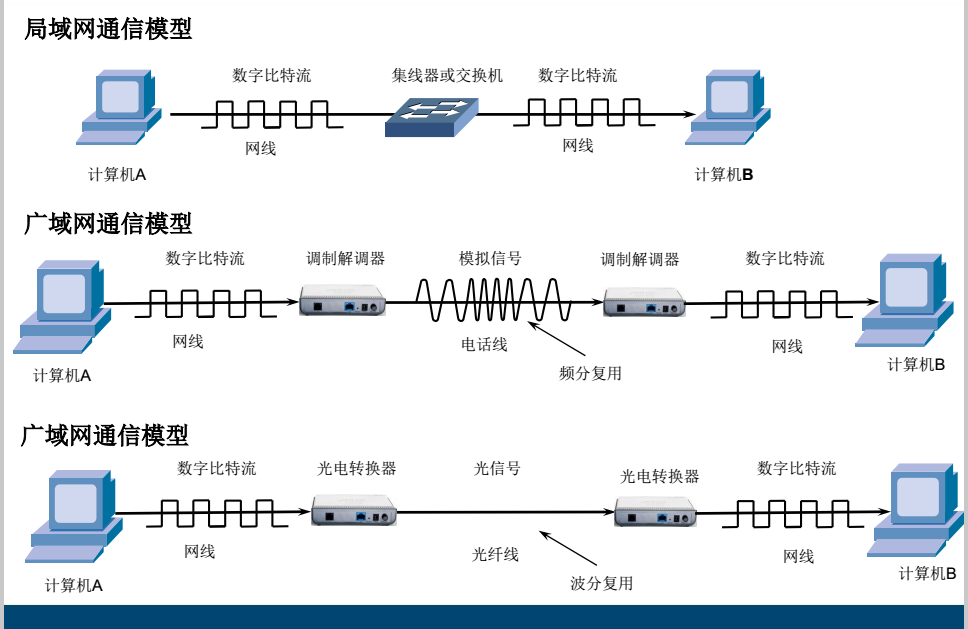 局域网通信模型
数字比特流
集线器或交换机
数字比特流
网线
网线
计算机A
计算机B
广域网通信模型
数字比特流
调制解调器
模拟信号
调制解调器
数字比特流
网线
电话线
网线
频分复用
计算机A
计算机B
广域网通信模型
数字比特流
光电转换器
光信号
光电转换器
数字比特流
网线
光纤线
网线
波分复用
计算机A
计算机B